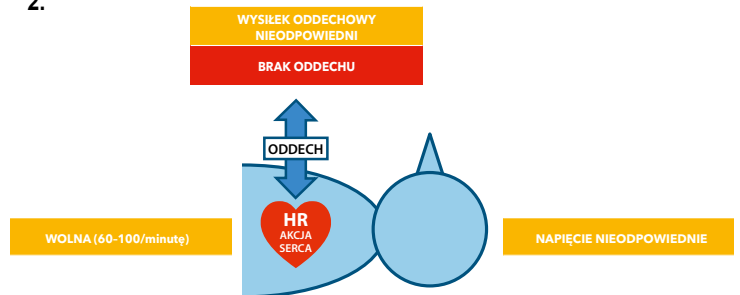 2.
WYSIŁEK ODDECHOWY
NIEODPOWIEDNI
BRAK ODDECHU
ODDECH
HR
AKCJA
SERCA
WOLNA (60–100/minutę)
NAPIĘCIE NIEODPOWIEDNIE